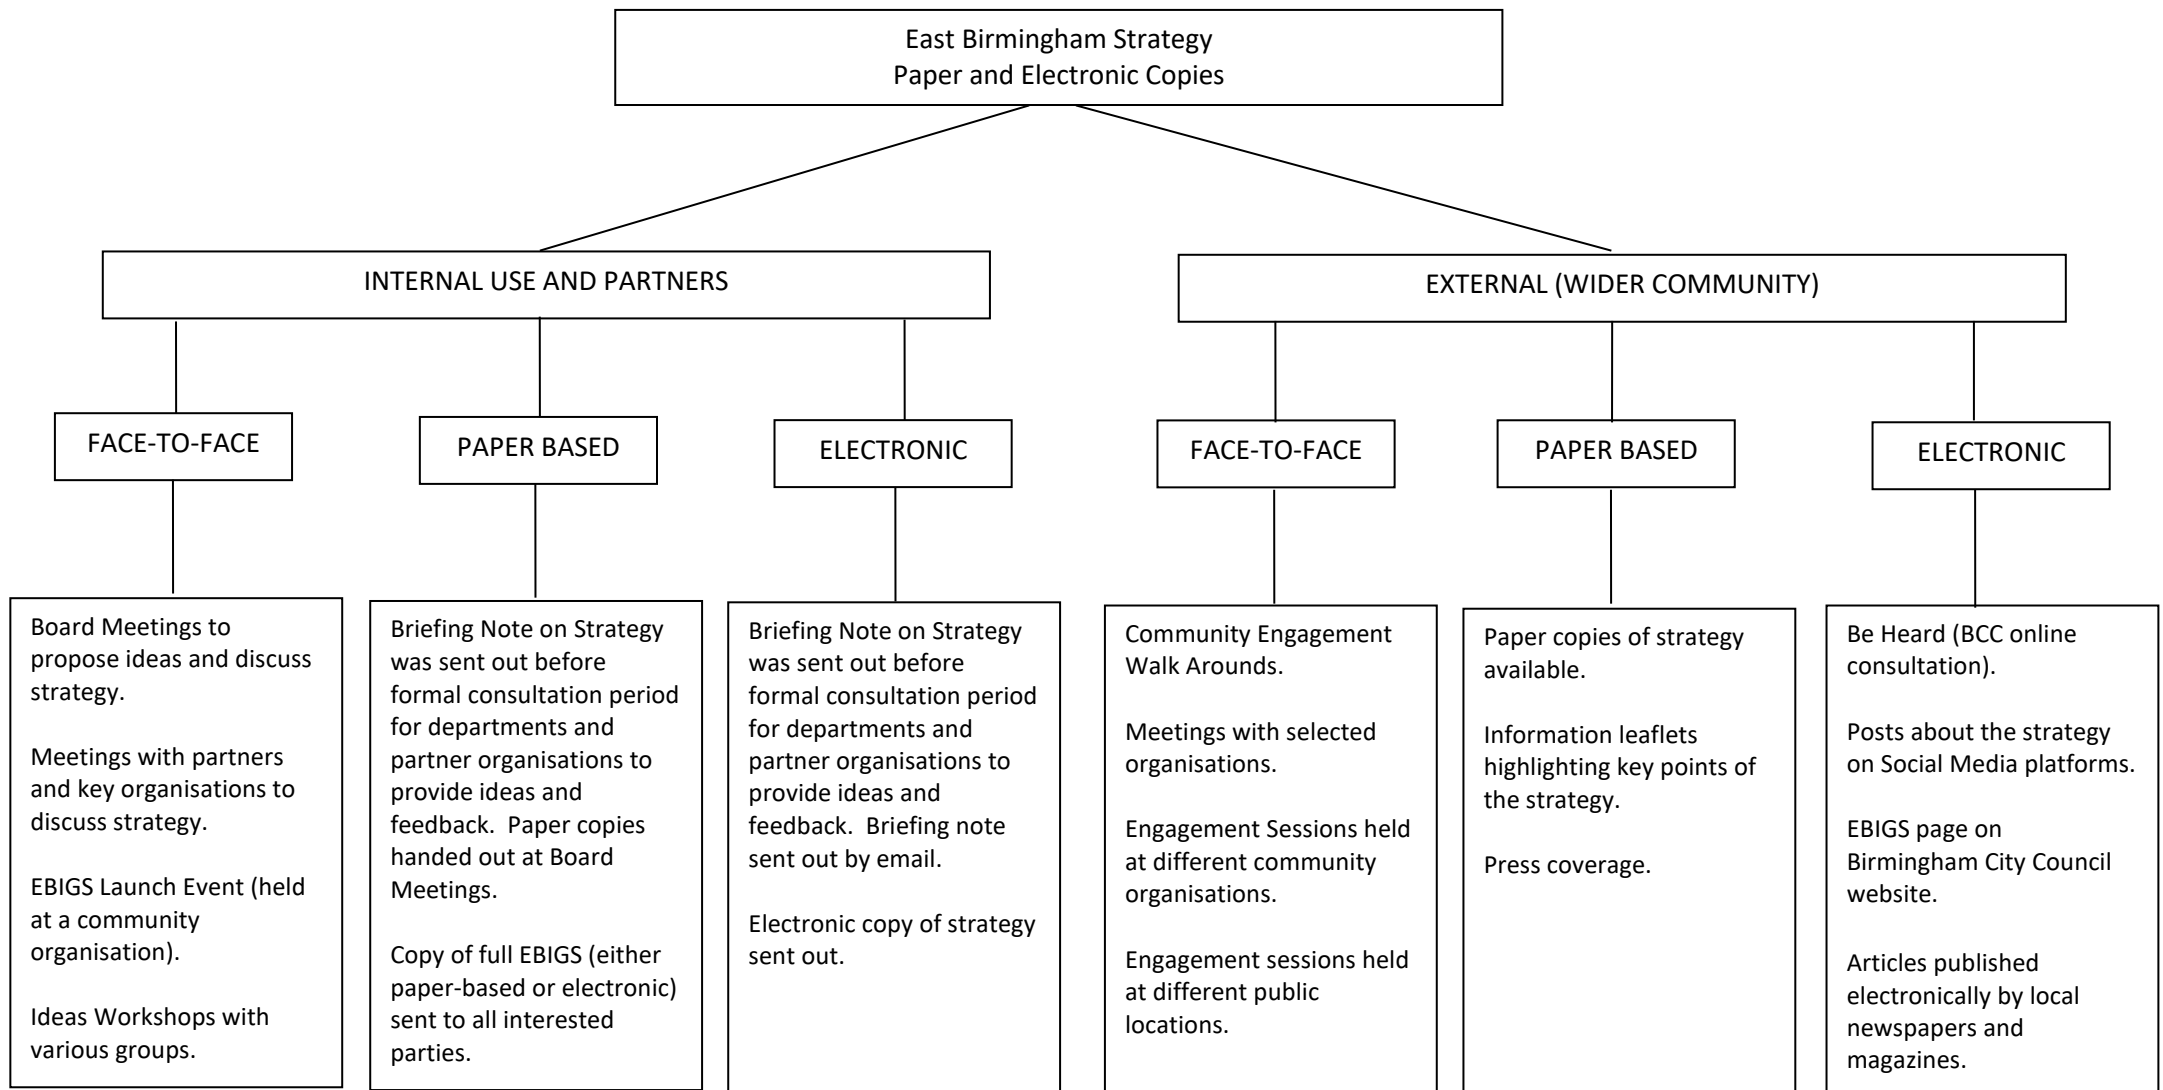 East Birmingham Strategy
Paper and Electronic Copies
INTERNAL USE AND PARTNERS
EXTERNAL (WIDER COMMUNITY)
FACE-TO-FACE
PAPER BASED
ELECTRONIC
FACE-TO-FACE
PAPER BASED
ELECTRONIC
Board Meetings to
propose ideas and discuss
strategy.
Meetings with partners
and key organisations to
discuss strategy.
EBIGS Launch Event (held
at a community
organisation).
Ideas Workshops with
various groups.
Briefing Note on Strategy
was sent out before
formal consultation period
for departments and
partner organisations to
provide ideas and
feedback.  Paper copies
handed out at Board
Meetings.
Copy of full EBIGS (either
paper-based or electronic)
sent to all interested
parties.
Briefing Note on Strategy
was sent out before
formal consultation period
for departments and
partner organisations to
provide ideas and
feedback.  Briefing note
sent out by email.
Electronic copy of strategy
sent out.
Community Engagement
Walk Arounds.
Meetings with selected
organisations.
Engagement Sessions held
at different community
organisations.
Engagement sessions held
at different public
locations.
Paper copies of strategy
available.
Information leaflets
highlighting key points of
the strategy.
Press coverage.
Be Heard (BCC online
consultation).
Posts about the strategy
on Social Media platforms.
EBIGS page on
Birmingham City Council
website.
Articles published
electronically by local
newspapers and
magazines.